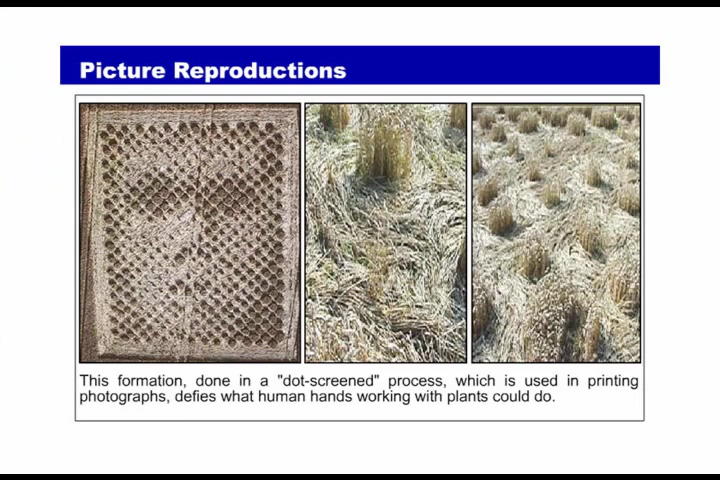 Picture Reproductions
This formation, done in a "dot-screened" process, which is used in printing
photographs, defies what human hands working with plants could do.